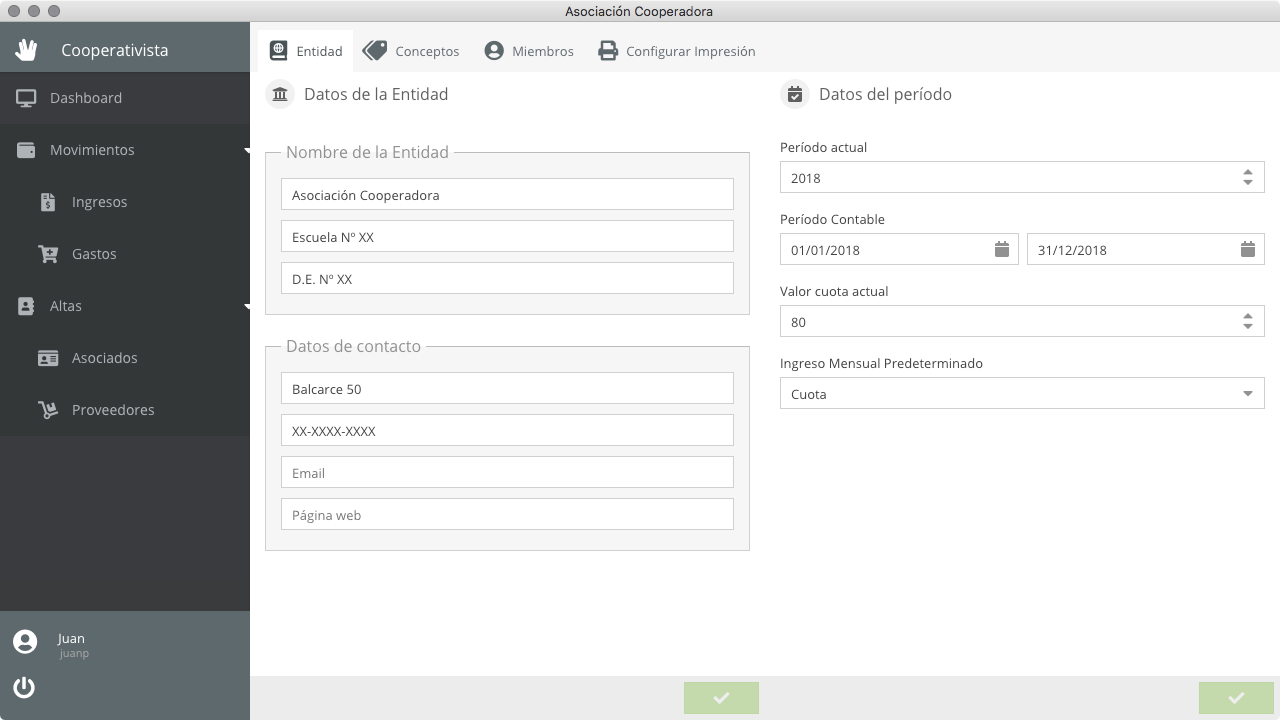 Asociación Cooperadora
Cooperativista
Dashboard
Movimientos
Ingresos
Gastos
Altas
Asociados
Proveedores
Juan
juanp
Entidad
Conceptos
Miembros
Configurar Impresión
Datos de la Entidad
Nombre de la Entidad
Asociación Cooperadora
Escuela Nº XX
D.E. Nº XX
Datos de contacto
Balcarce 50
XX-XXXX-XXXX
Email
Página web
Datos del período
Período actual
2018
Período Contable
01/01/2018
31/12/2018
Valor cuota actual
80
Ingreso Mensual Predeterminado
Cuota